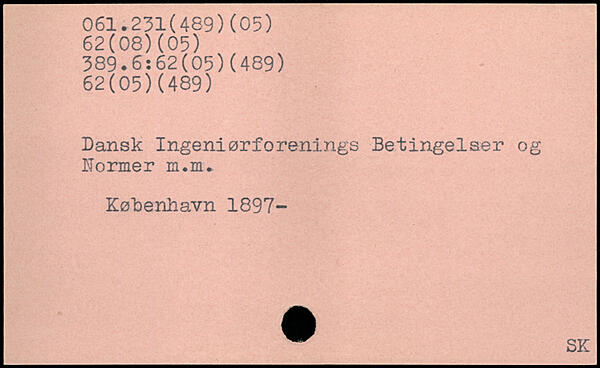 061.231(489)(05)
62(08)(05)
389.6:62(05)(489)
62(05)(489)
Dansk Ingeniørforenings Betingelser og
Normer m.m.
København 1897-
SK